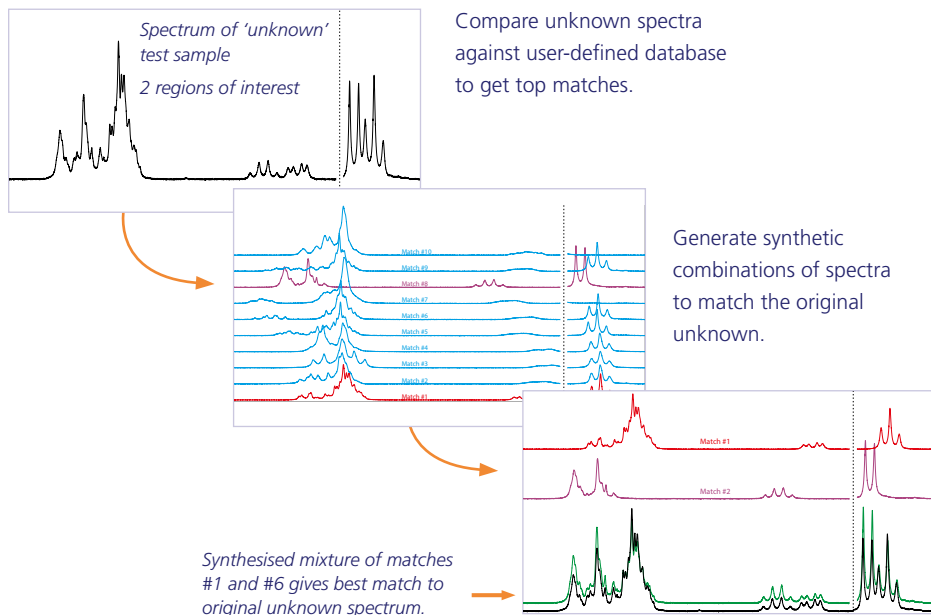 Spectrum of ‘unknown’
test sample
2 regions of interest
Compare unknown spectra
against user-defined database
to get top matches.
Match #10
Match #9
Match #8
Match #7
Match #6
Match #5
Match #4
Match #3
Match #2
Match #1
Generate synthetic
combinations of spectra
to match the original
unknown.
Match #1
Match #2
Synthesised mixture of matches
#1 and #6 gives best match to
original unknown spectrum.